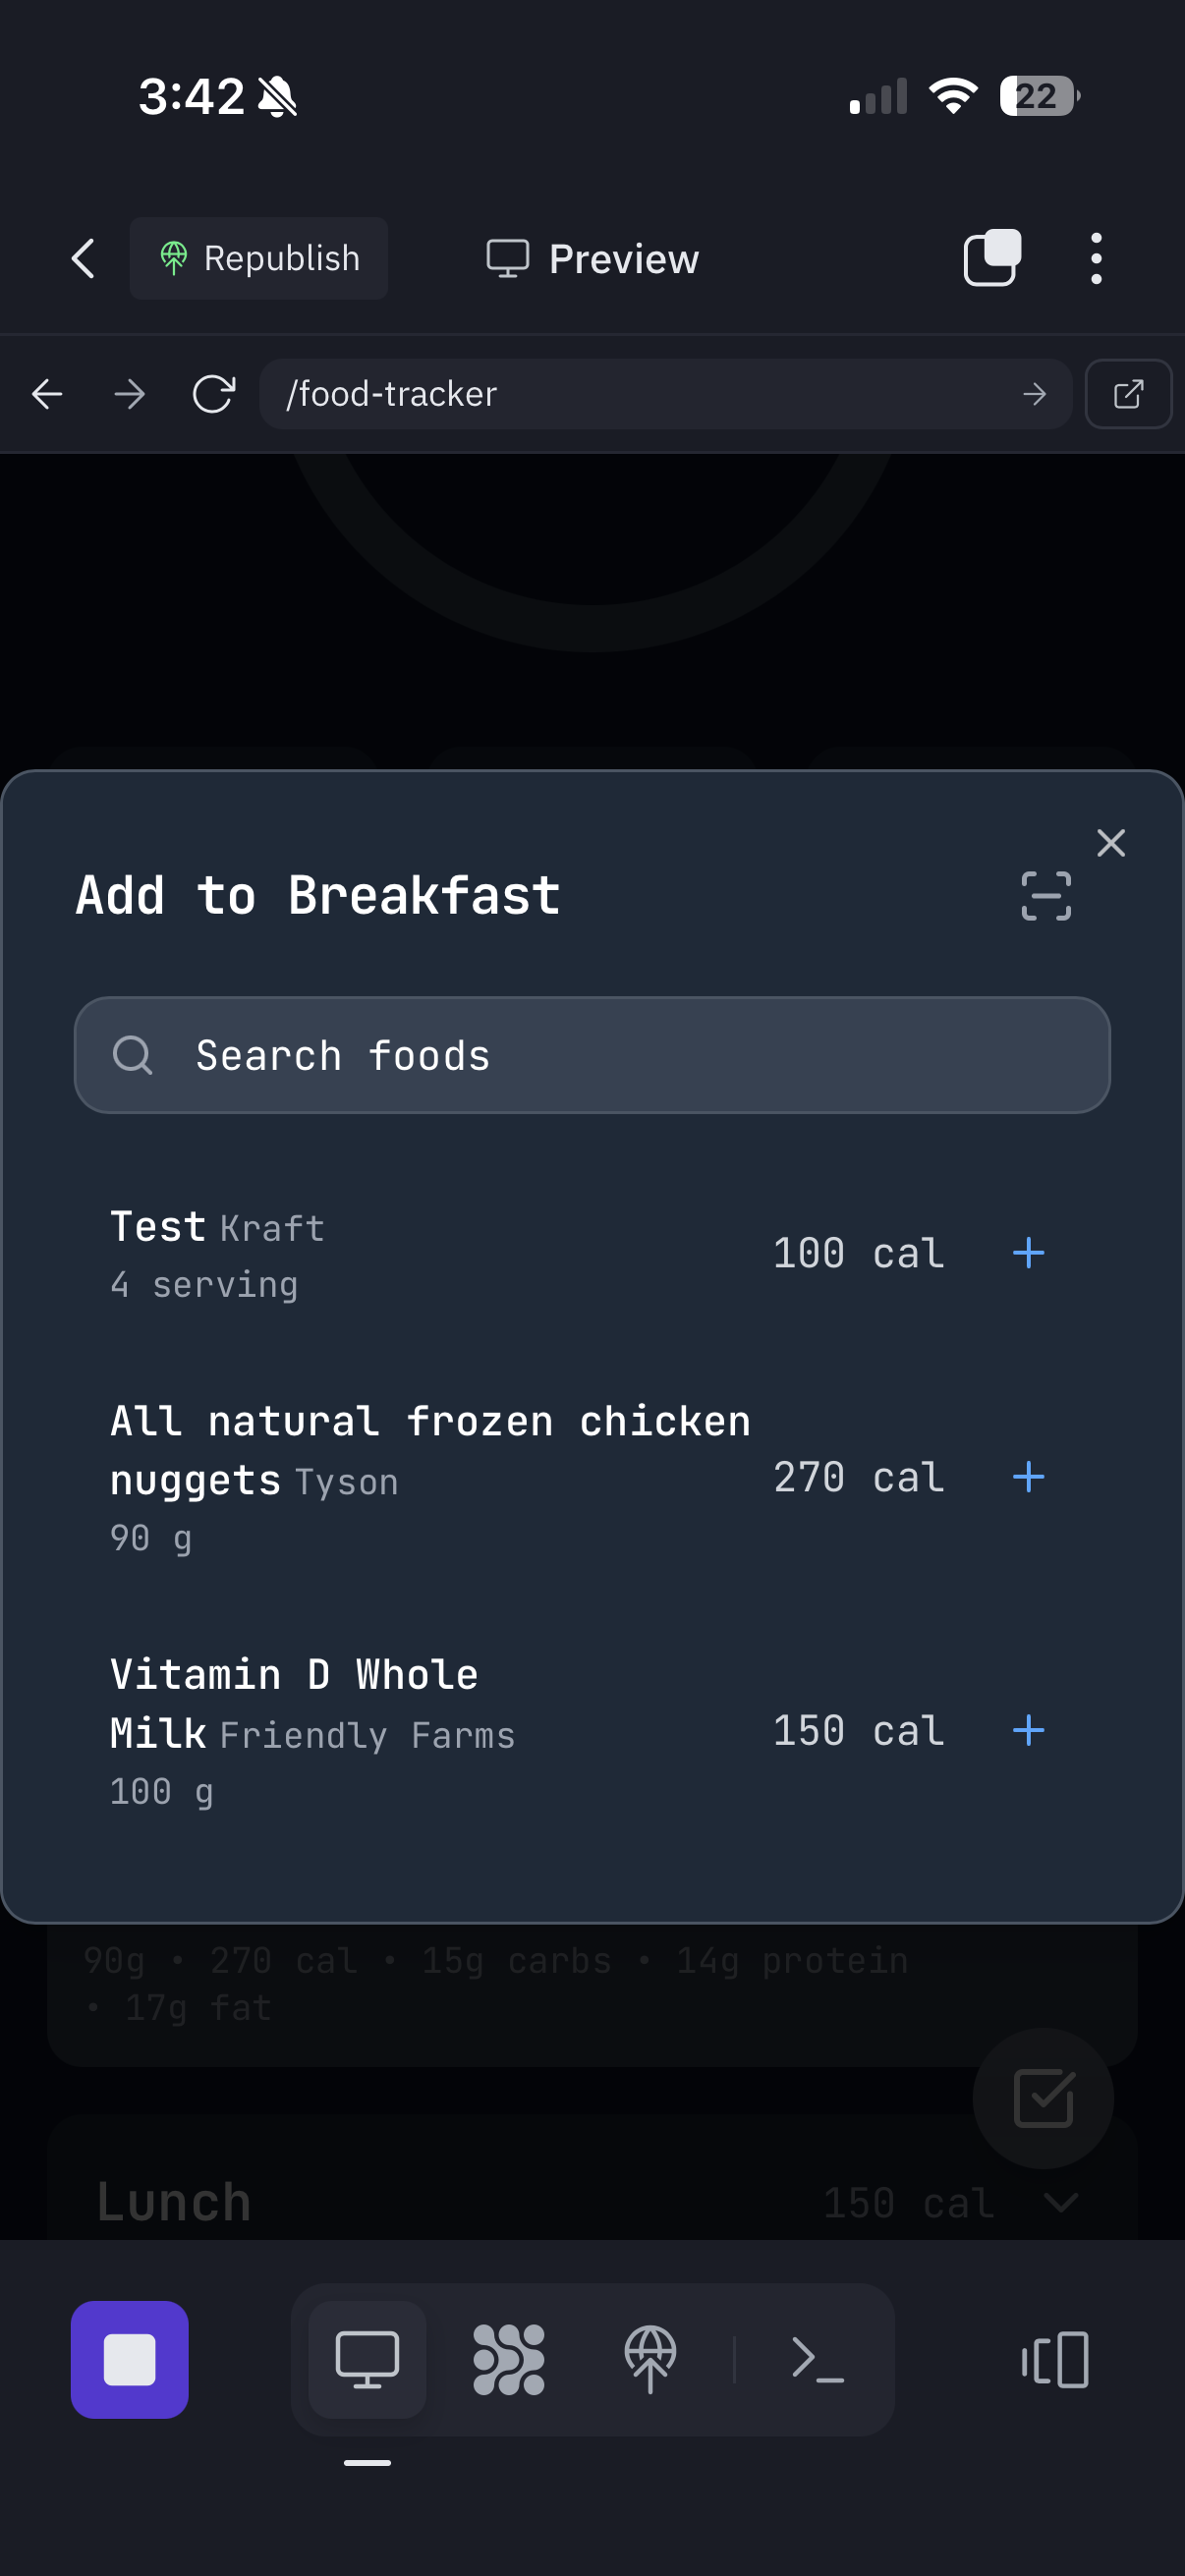 3:42
22
Republish
Preview
/food-tracker
Add to Breakfast
Search foods
Test Kraft
4 serving
100 cal
All natural frozen chicken
nuggets Tyson
90 g
270 cal
Vitamin D Whole
Milk Friendly Farms
100 g
150 cal
90g • 270 cal • 15g carbs • 14g protein
• 17g fat
Lunch
150 cal